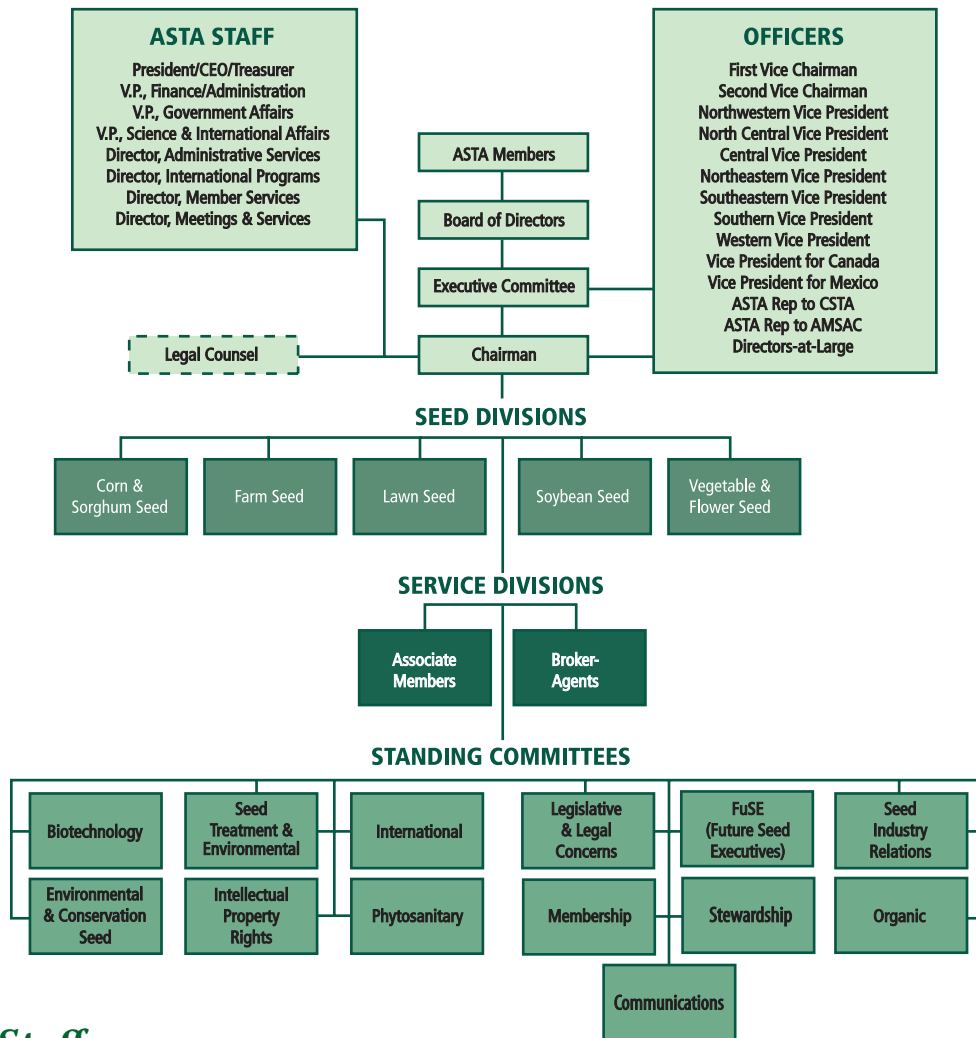 ASTA STAFF
President/CEO/Treasurer
V.P., Finance/Administration
V.P., Government Affairs
V.P., Science & International Affairs
Director, Administrative Services
Director, International Programs
Director, Member Services
Director, Meetings & Services
OFFICERS
First Vice Chairman
Second Vice Chairman
Northwestern Vice President
North Central Vice President
Central Vice President
Northeastern Vice President
Southeastern Vice President
Southern Vice President
Western Vice President
Vice President for Canada
Vice President for Mexico
ASTA Rep to CSTA
ASTA Rep to AMSAC
Directors-at-Large
ASTA Members
Board of Directors
Executive Committee
Legal Counsel
Chairman
SEED DIVISIONS
Corn &
Sorghum Seed
Farm Seed
Lawn Seed
Soybean Seed
Vegetable &
Flower Seed
SERVICE DIVISIONS
Associate
Members
Broker-
Agents
STANDING COMMITTEES
Biotechnology
Seed
Treatment &
Environmental
International
Legislative
& Legal
Concerns
FuSE
(Future Seed
Executives)
Seed
Industry
Relations
Environmental
& Conservation
Seed
Intellectual
Property
Rights
Phytosanitary
Membership
Stewardship
Organic
Communications